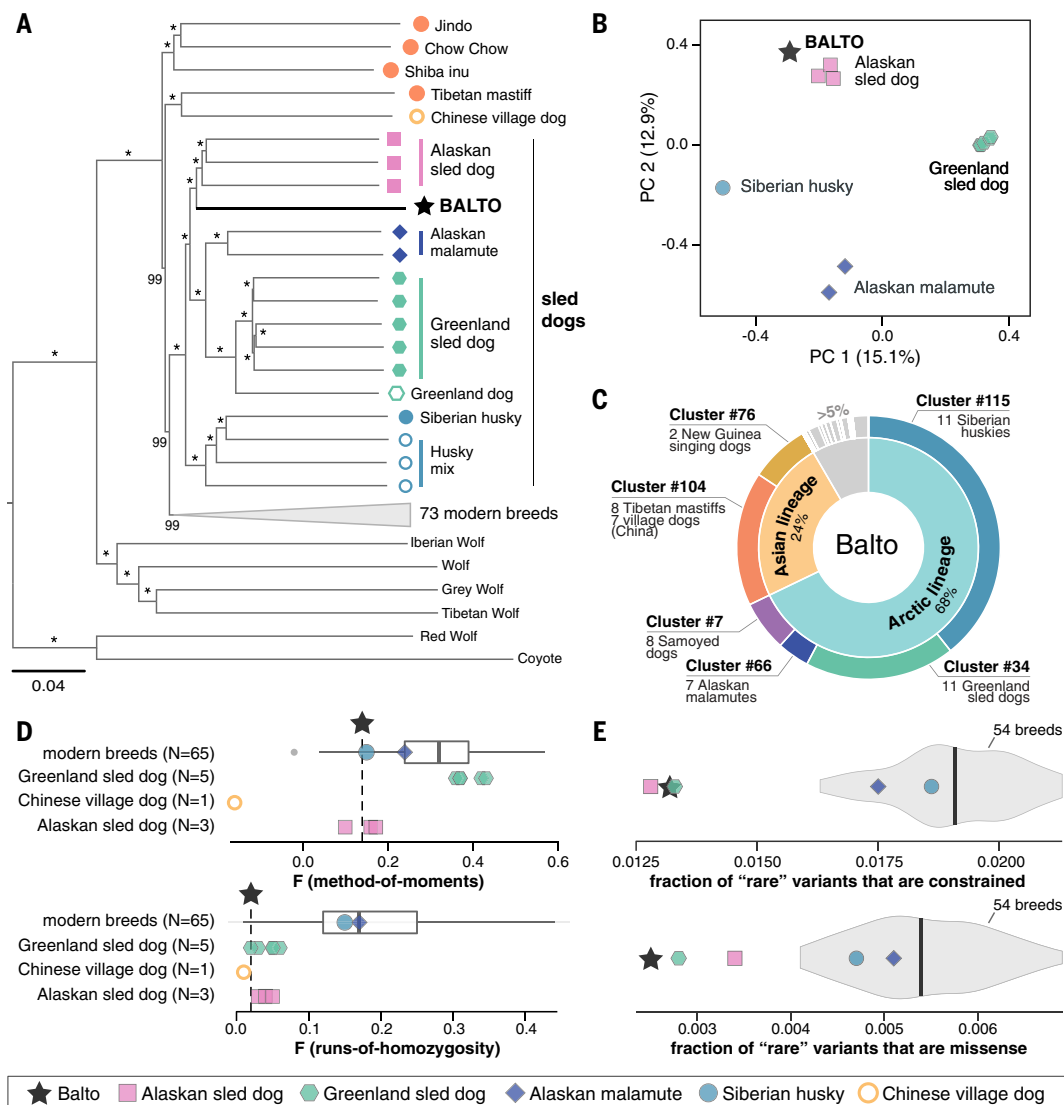 A
Jindo
Chow Chow
Shiba inu
Tibetan mastiff
Chinese village dog
Alaskan
sled dog
BALTO
Alaskan
malamute
Greenland
sled dog
Greenland dog
Siberian husky
Husky
mix
sled
dogs
73 modern breeds
Iberian Wolf
Wolf
Grey Wolf
Tibetan Wolf
Red Wolf
Coyote
* * * * * * * * * * * * * * * * * * * * * * *
99
99
99
0.04
B
BALTO
Alaskan
sled dog
Greenland
sled dog
Siberian husky
Alaskan malamute
0.4
0.0
-0.4
PC 2 (12.9%)
-0.4 0.0 0.4
PC 1 (15.1%)
C
>5%
Cluster #76
2 New Guinea
singing dogs
Cluster #115
11 Siberian
huskies
Cluster #104
8 Tibetan mastiffs
7 village dogs
(China)
Asian lineage
24%
Balto
Arctic lineage
68%
Cluster #7
8 Samoyed
dogs
Cluster #66
7 Alaskan
malamutes
Cluster #34
11 Greenland
sled dogs
D
modern breeds (N=65)
Greenland sled dog (N=5)
Chinese village dog (N=1)
Alaskan sled dog (N=3)
0.0 0.2 0.4 0.6
F (method-of-moments)
modern breeds (N=65)
Greenland sled dog (N=5)
Chinese village dog (N=1)
Alaskan sled dog (N=3)
0.0 0.1 0.2 0.3 0.4
F (runs-of-homozygosity)
E
54 breeds
0.0125 0.0150 0.0175 0.0200
fraction of “rare” variants that are constrained
54 breeds
0.003 0.004 0.005 0.006
fraction of “rare” variants that are missense
Balto Alaskan sled dog Greenland sled dog Alaskan malamute Siberian husky Chinese village dog